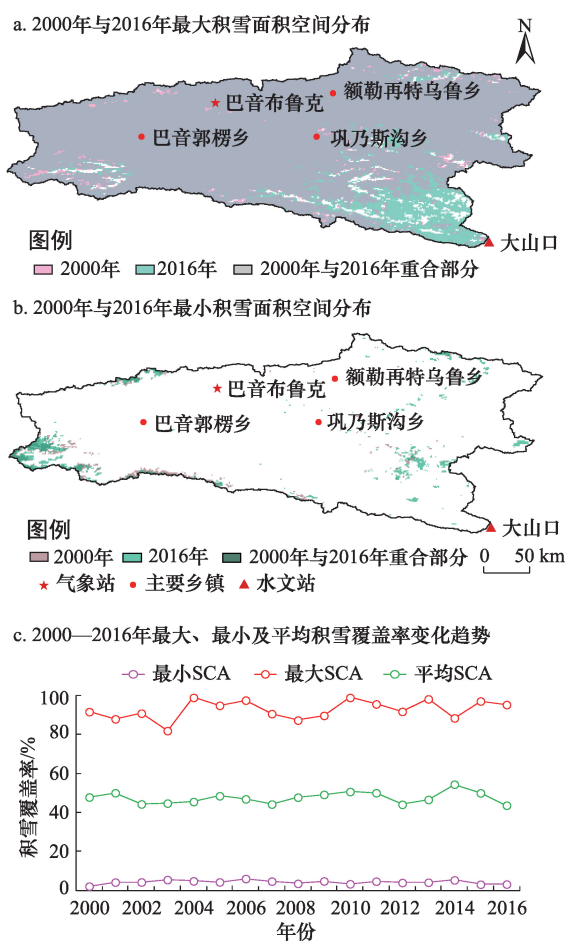 a. 2000年与2016年最大积雪面积空间分布
N
额勒再特乌鲁乡
巴音布鲁克
巴音郭楞乡
巩乃斯沟乡
大山口
图例
2000年 2016年 2000年与2016年重合部分
b. 2000年与2016年最小积雪面积空间分布
额勒再特乌鲁乡
巴音布鲁克
巴音郭楞乡
巩乃斯沟乡
大山口
图例
2000年 2016年 2000年与2016年重合部分
0 50 km
气象站 主要乡镇 水文站
c. 2000—2016年最大、最小及平均积雪覆盖率变化趋势
最小SCA 最大SCA 平均SCA
积雪覆盖率/%
100
80
60
40
20
0
2000 2002 2004 2006 2008 2010 2012 2014 2016
年份